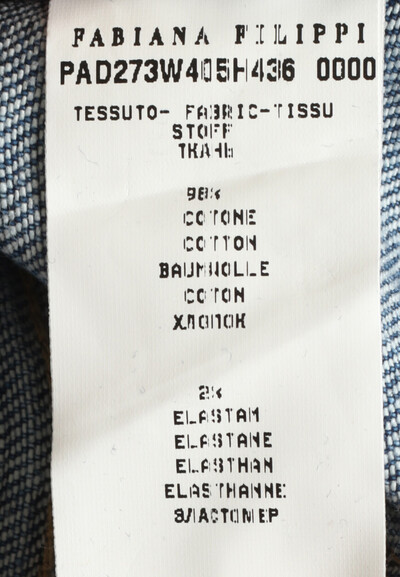 FABIANA FILIPPI
PAD273W405H436 0000
TESSUTO- FABRIC-TISSU
STOFF
ТКАНЬ
98%
COTONE
COTTON
BAUMWOLLE
COTON
ХЛОПОК
2%
ELASTAM
ELASTANE
ELASTHAN
ELASTHANNE
ЭЛАСТОМЕР